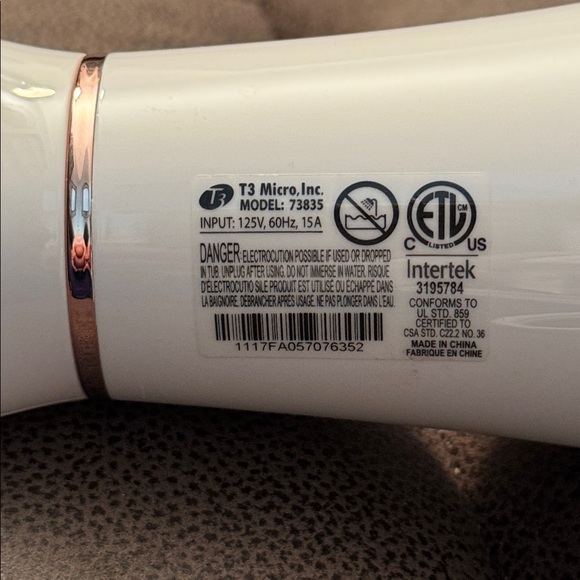 T3
T3 Micro, Inc.
MODEL: 73835
INPUT: 125V, 60Hz, 15A
DANGER-ELECTROCUTION POSSIBLE IF USED OR DROPPED
IN TUB. UNPLUG AFTER USING. DO NOT IMMERSE IN WATER. RISQUE
D'ÉLECTROCUTIO SILE PRODUIT EST UTILISÉ OU ÉCHAPPÉ DANS
LA BAIGNOIRE. DÉBRANCHER APRÈS USAGE. NE PAS PLONGER DANS L'EAU.
1117FA057076352
ETL CM
LISTED
C US
Intertek
3195784
CONFORMS TO
UL STD. 859
CERTIFIED TO
CSA STD. C22.2 NO. 36
MADE IN CHINA
FABRIQUE EN CHINE